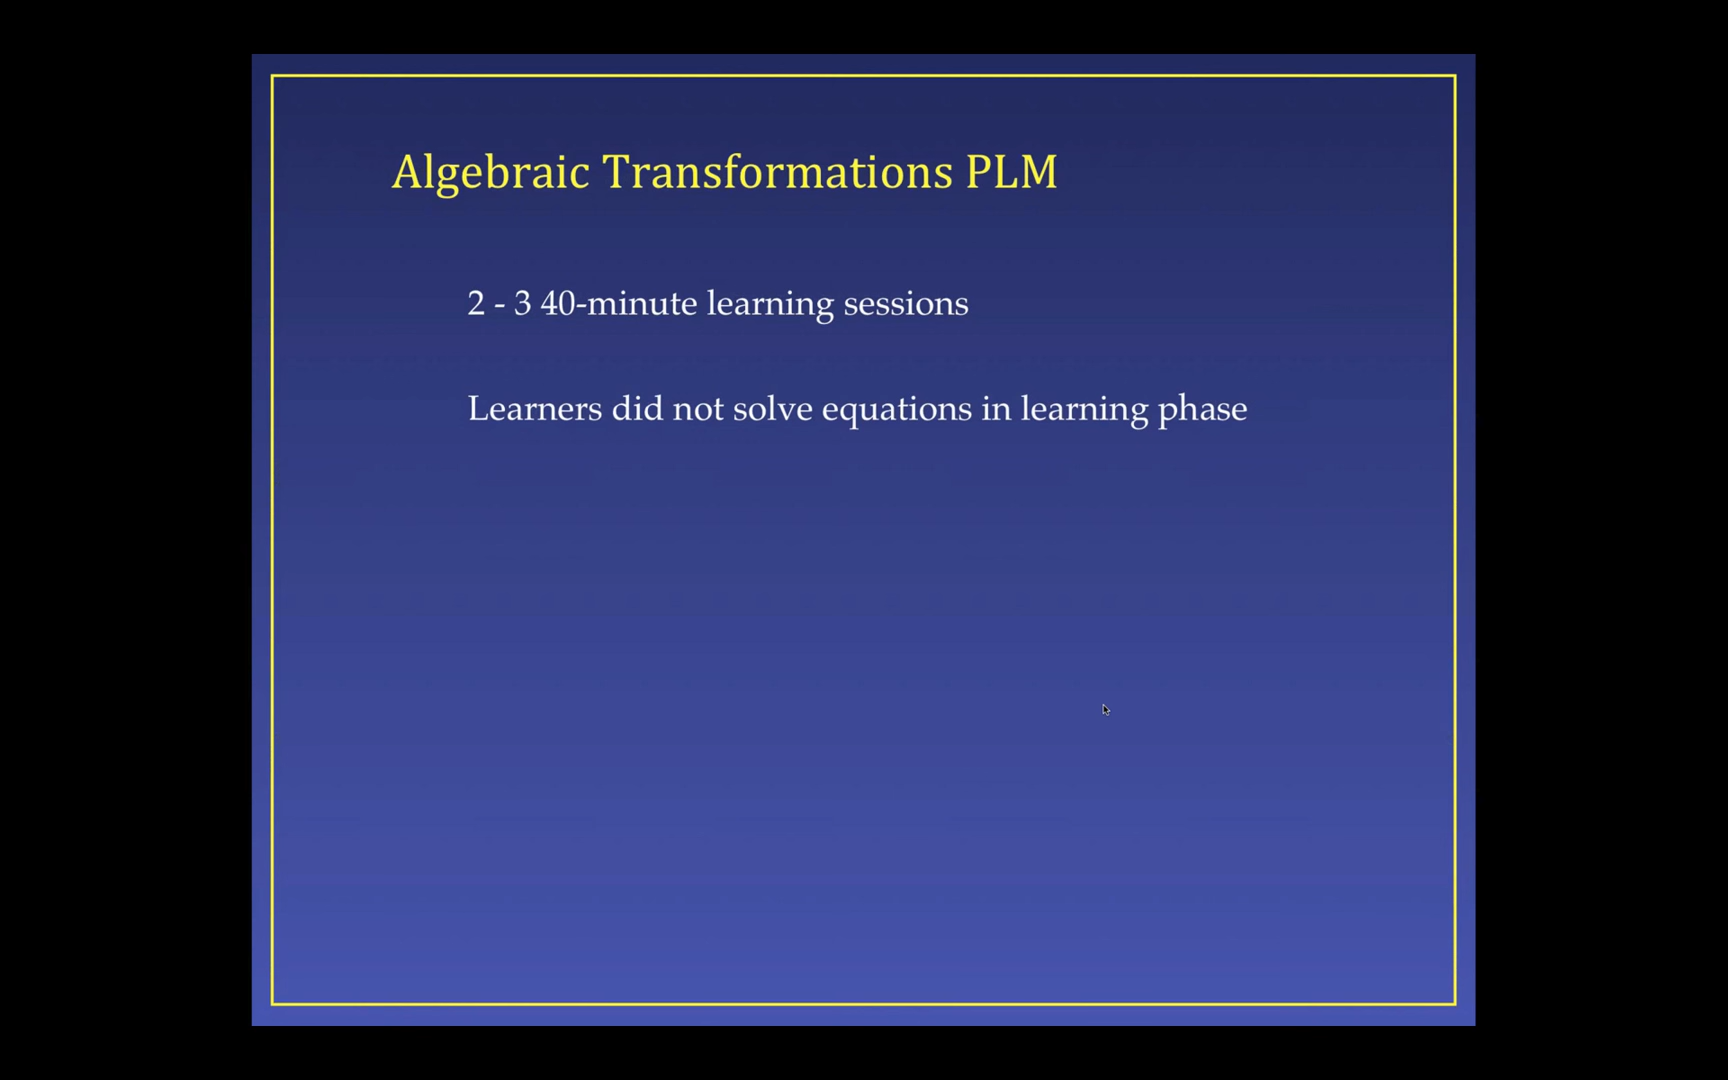 Algebraic Transformations PLM
2 - 3 40-minute learning sessions
Learners did not solve equations in learning phase